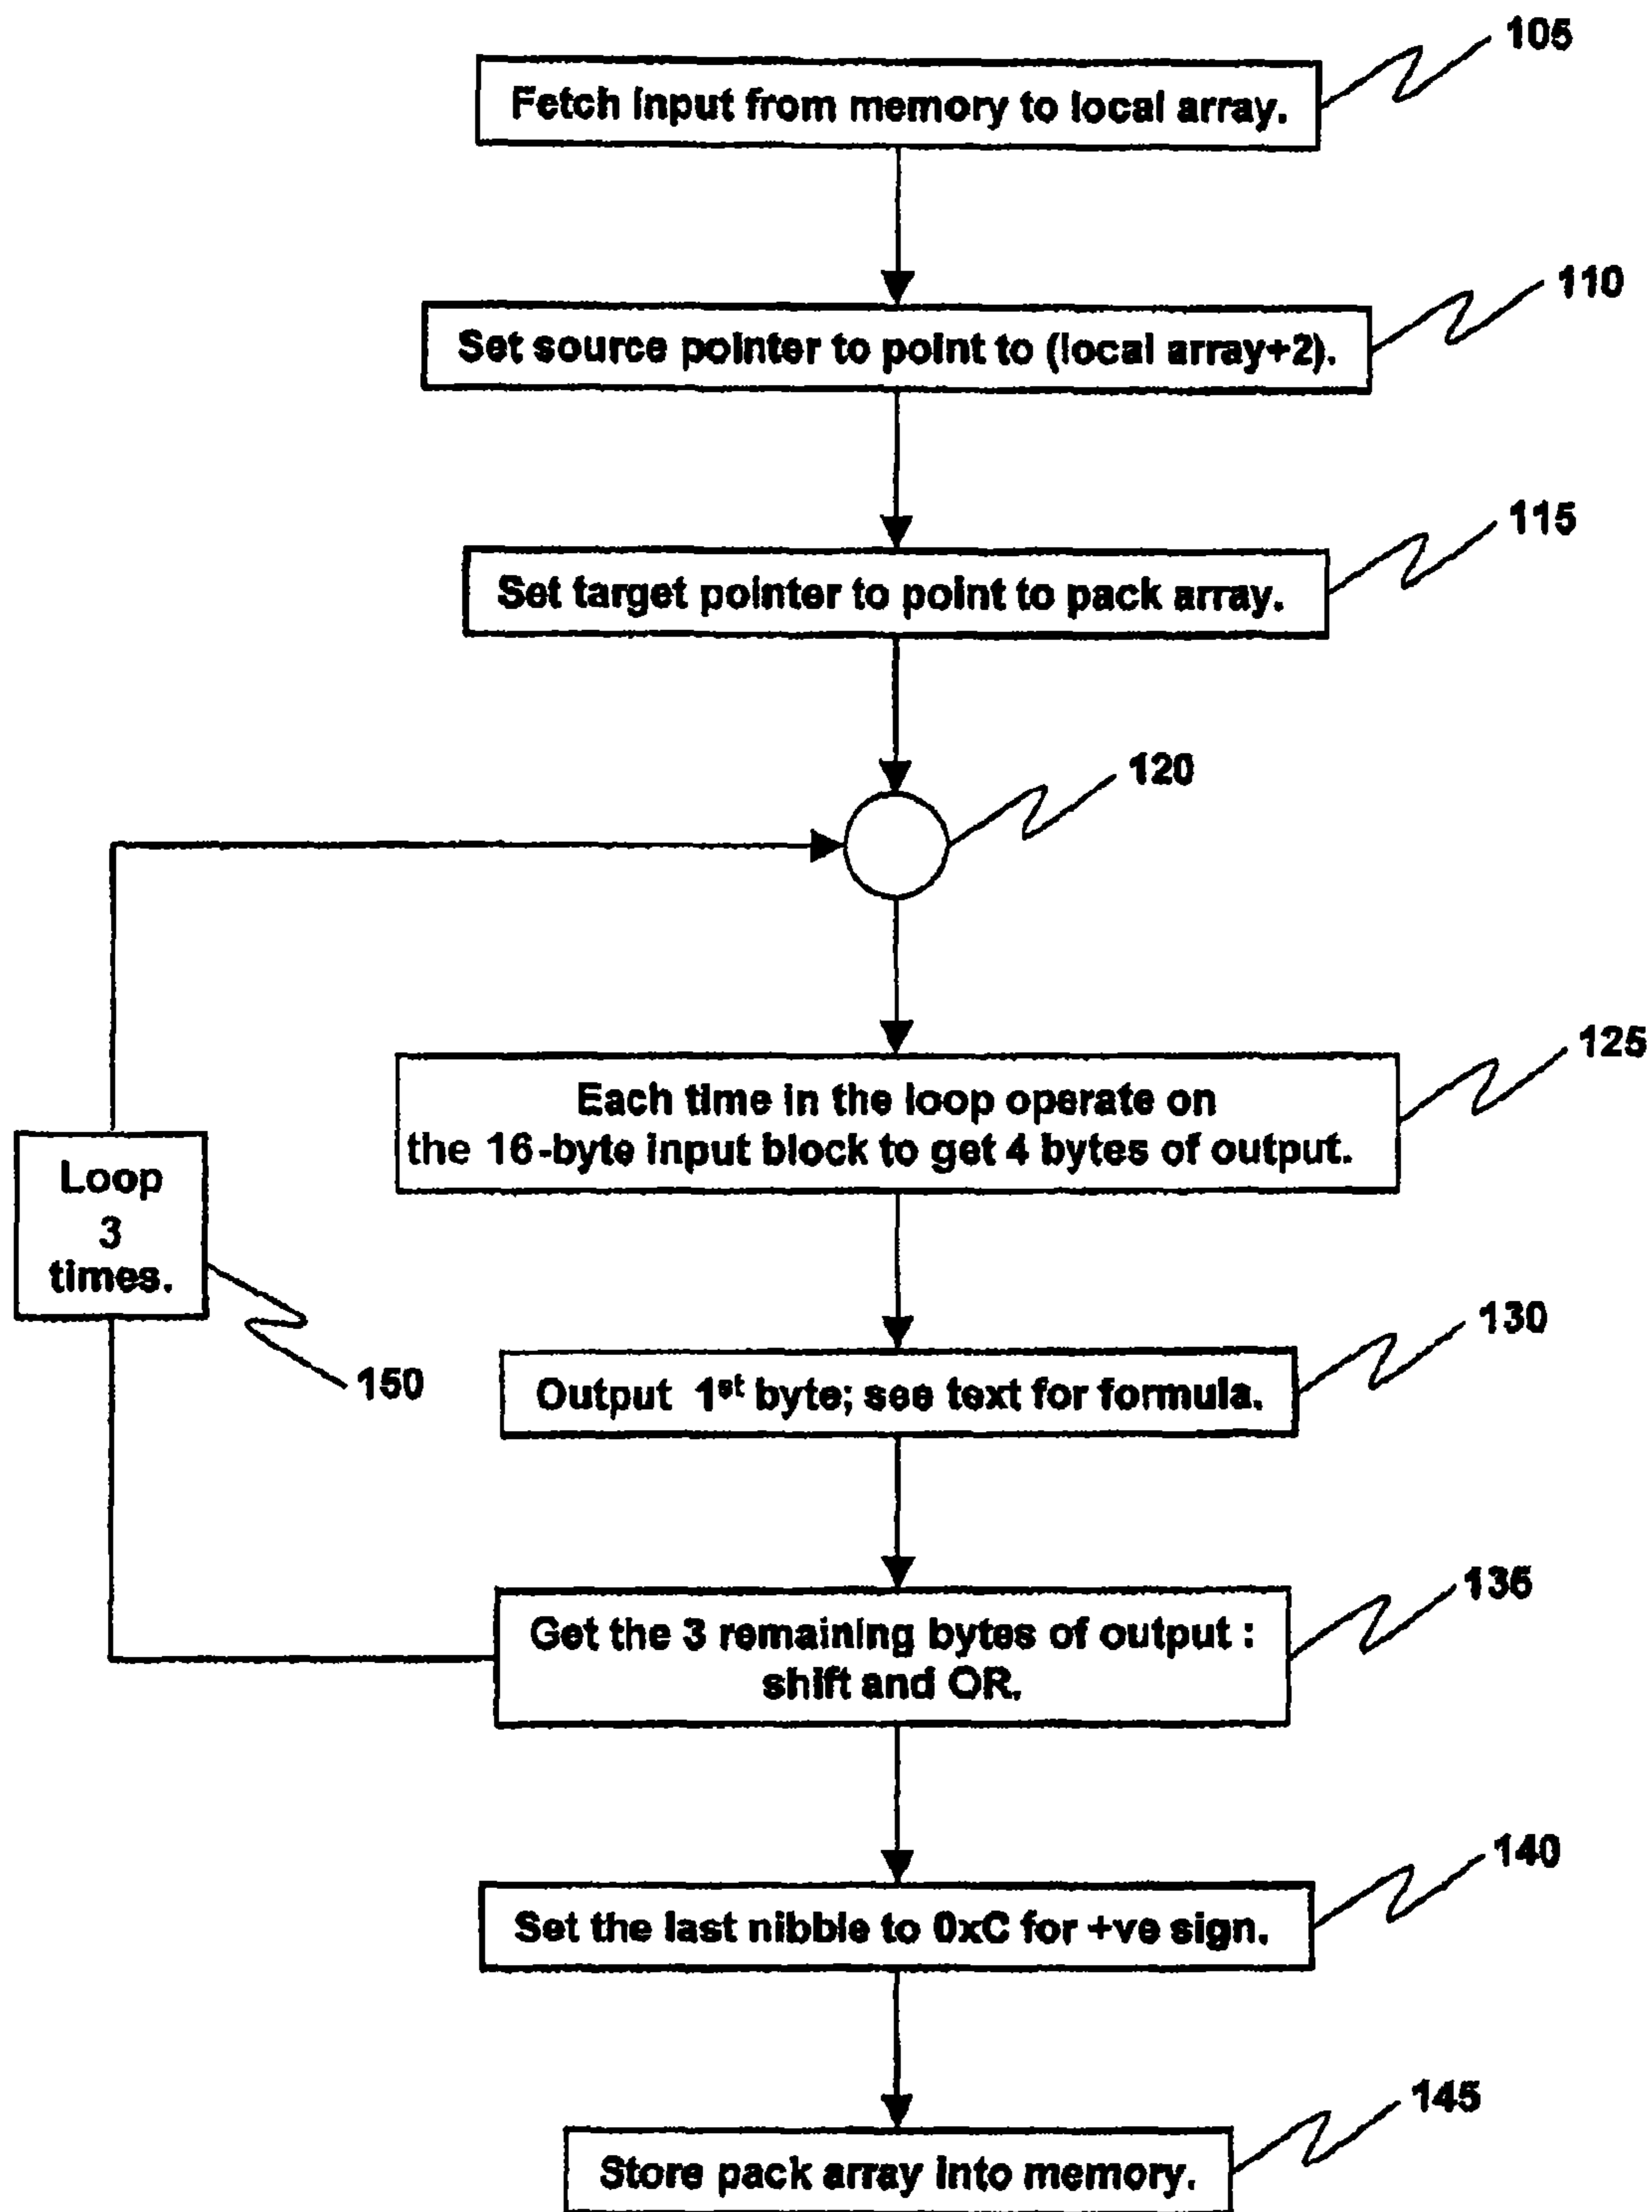 105
Fetch input from memory to local array.
110
Set source pointer to point to (local array+2).
115
Set target pointer to point to pack array.
120
125
Each time in the loop operate on
the 16-byte input block to get 4 bytes of output.
Loop
3
times.
150
130
Output 1st byte; see text for formula.
135
Get the 3 remaining bytes of output :
shift and OR.
140
Set the last nibble to 0xC for +ve sign.
145
Store pack array into memory.